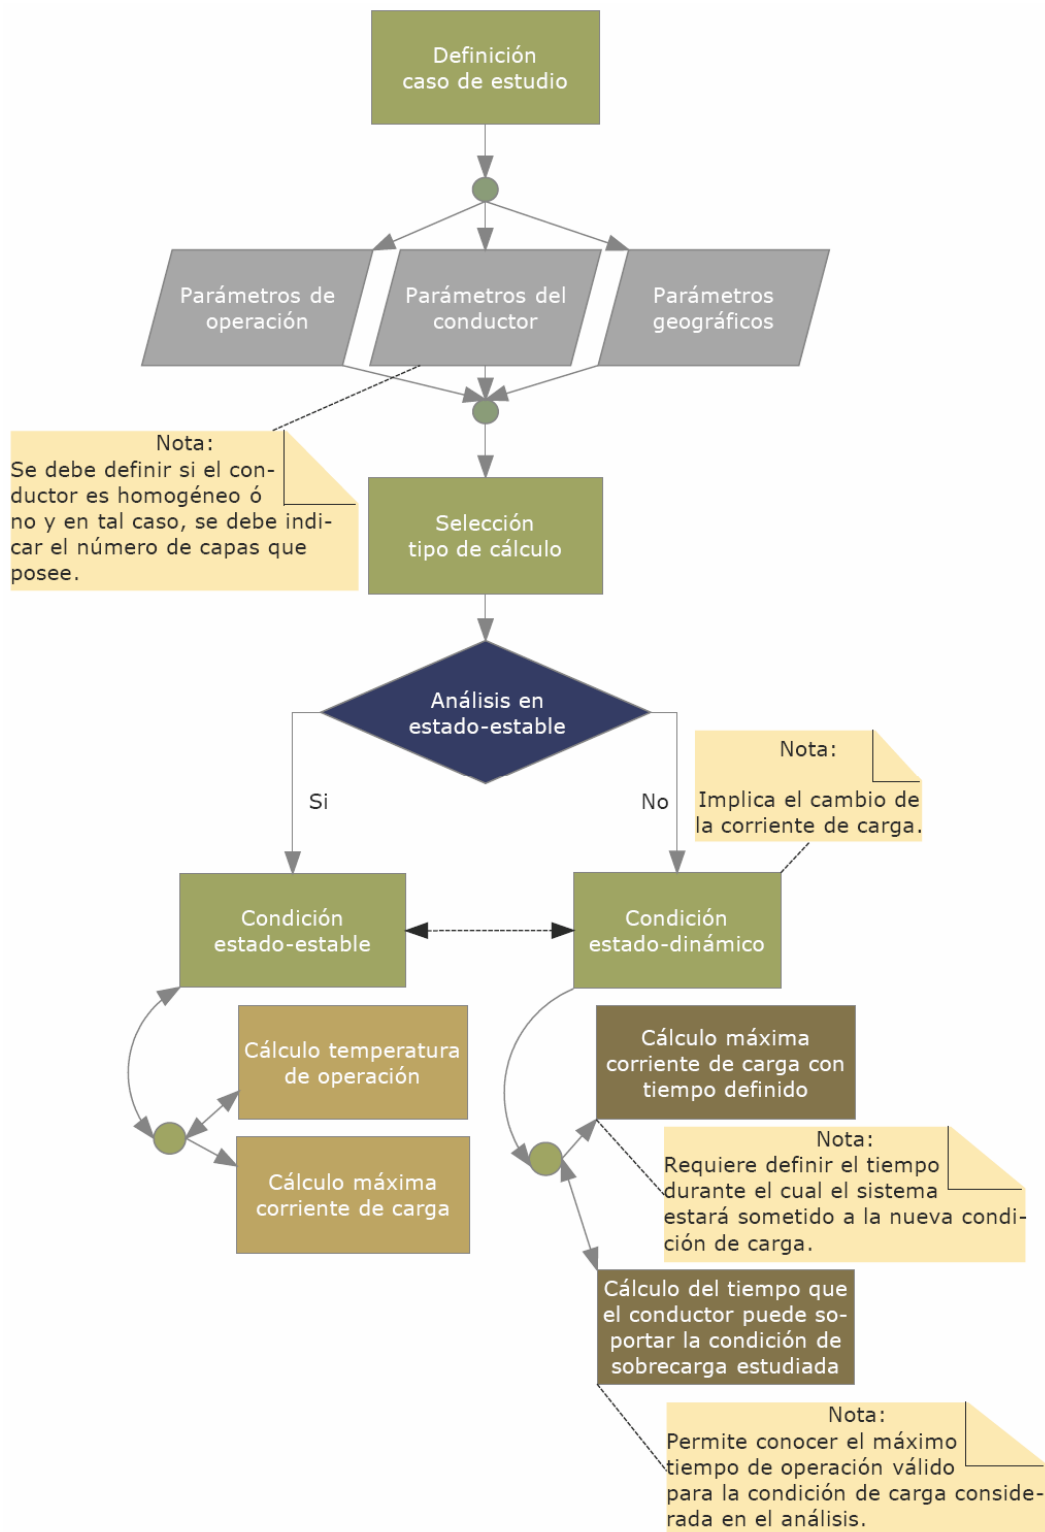 Definición
caso de estudio
Parámetros de
operación
Parámetros del
conductor
Parámetros
geográficos
Nota:
Se debe definir si el con-
ductor es homogéneo ó
no y en tal caso, se debe indi-
car el número de capas que
posee.
Selección
tipo de cálculo
Análisis en
estado-estable
Si
No
Nota:
Implica el cambio de
la corriente de carga.
Condición
estado-estable
Condición
estado-dinámico
Cálculo temperatura
de operación
Cálculo máxima
corriente de carga
Cálculo máxima
corriente de carga con
tiempo definido
Nota:
Requiere definir el tiempo
durante el cual el sistema
estará sometido a la nueva condi-
ción de carga.
Cálculo del tiempo que
el conductor puede so-
portar la condición de
sobrecarga estudiada
Nota:
Permite conocer el máximo
tiempo de operación válido
para la condición de carga conside-
rada en el análisis.